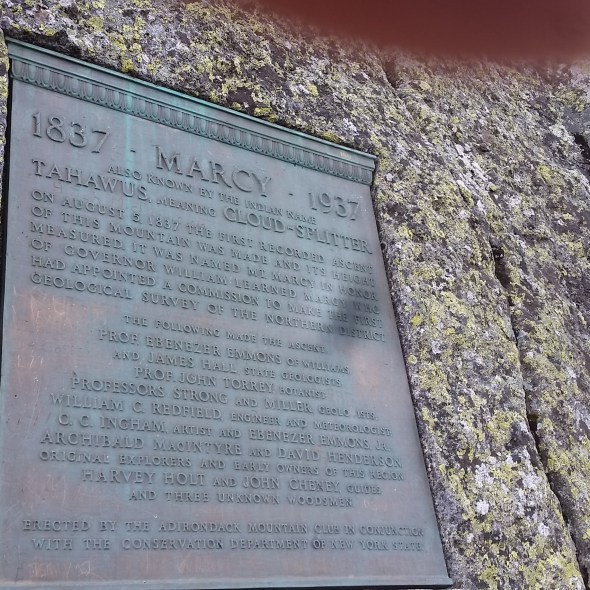 1837 · MARCY · 1937
ALSO KNOWN BY THE INDIAN NAME
TAHAWUS, MEANING CLOUD-SPLITTER
ON AUGUST 5, 1837 THE FIRST RECORDED ASCENT
OF THIS MOUNTAIN WAS MADE AND ITS HEIGHT
MEASURED. IT WAS NAMED MT. MARCY IN HONOR
OF GOVERNOR WILLIAM LEARNED MARCY WHO
HAD APPOINTED A COMMISSION TO MAKE THE FIRST
GEOLOGICAL SURVEY OF THE NORTHERN DISTRICT.
THE FOLLOWING MADE THE ASCENT.
PROF. EBENEZER EMMONS OF WILLIAMS
AND JAMES HALL STATE GEOLOGISTS
PROF. JOHN TORREY BOTANIST
PROFESSORS STRONG AND MILLER, GEOLOGISTS
WILLIAM C. REDFIELD, ENGINEER AND METEOROLOGIST
C. C. INGHAM, ARTIST AND EBENEZER EMMONS, JR.
ARCHIBALD MACINTYRE AND DAVID HENDERSON
ORIGINAL EXPLORERS AND EARLY OWNERS OF THIS REGION
HARVEY HOLT AND JOHN CHENEY GUIDES
AND THREE UNKNOWN WOODSMEN
ERECTED BY THE ADIRONDACK MOUNTAIN CLUB IN CONJUNCTION
WITH THE CONSERVATION DEPARTMENT OF NEW YORK STATE